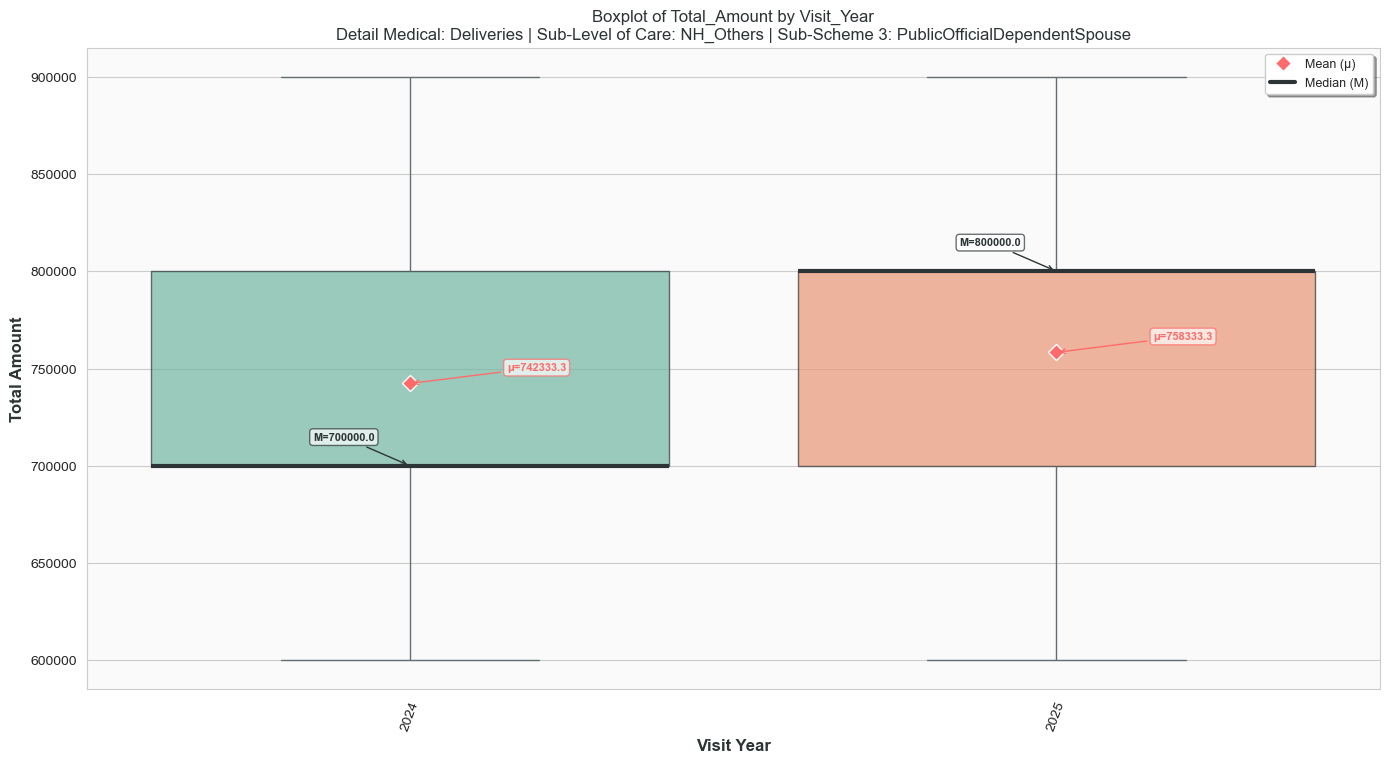 Boxplot of Total_Amount by Visit_Year
Detail Medical: Deliveries | Sub-Level of Care: NH_Others | Sub-Scheme 3: PublicOfficialDependentSpouse
Mean (μ)
Median (M)
900000
850000
800000
750000
700000
650000
600000
Total Amount
M=800000.0
μ=758333.3
μ=742333.3
M=700000.0
2024
2025
Visit Year